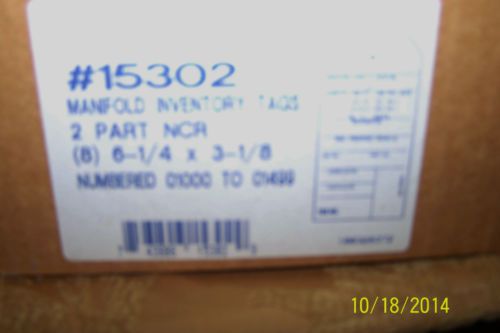 #15302
MANIFOLD INVENTORY TAGS
2 PART NCR
(8) 6-1/4 x 3-1/8
NUMBERED 01000 TO 01499
10/18/2014